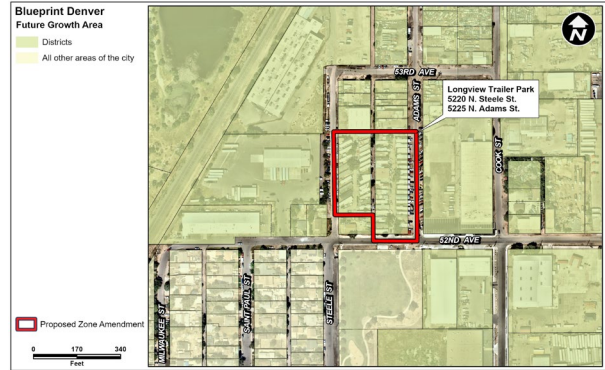 Blueprint Denver
Future Growth Area
Districts
All other areas of the city
N
53RD AVE
ADAMS ST
Longview Trailer Park
5220 N. Steele St.
5225 N. Adams St.
COOK ST
52ND AVE
MILWAUKEE ST
SAINT PAUL ST
STEELE ST
Proposed Zone Amendment
0 170 340
Feet